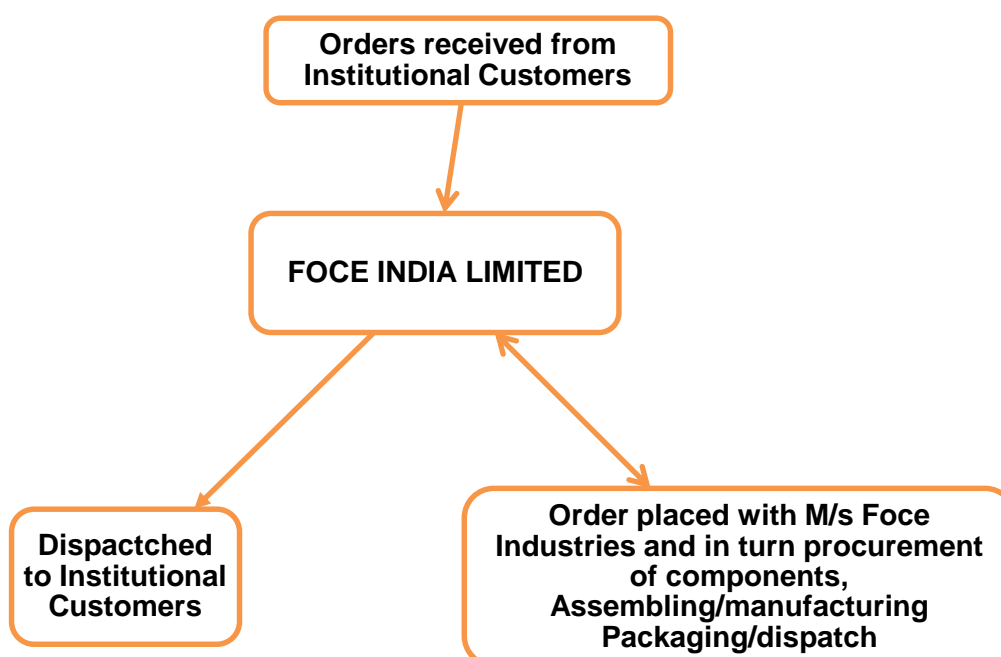 Orders received from
Institutional Customers
FOCE INDIA LIMITED
Dispactched
to Institutional
Customers
Order placed with M/s Foce
Industries and in turn procurement
of components,
Assembling/manufacturing
Packaging/dispatch